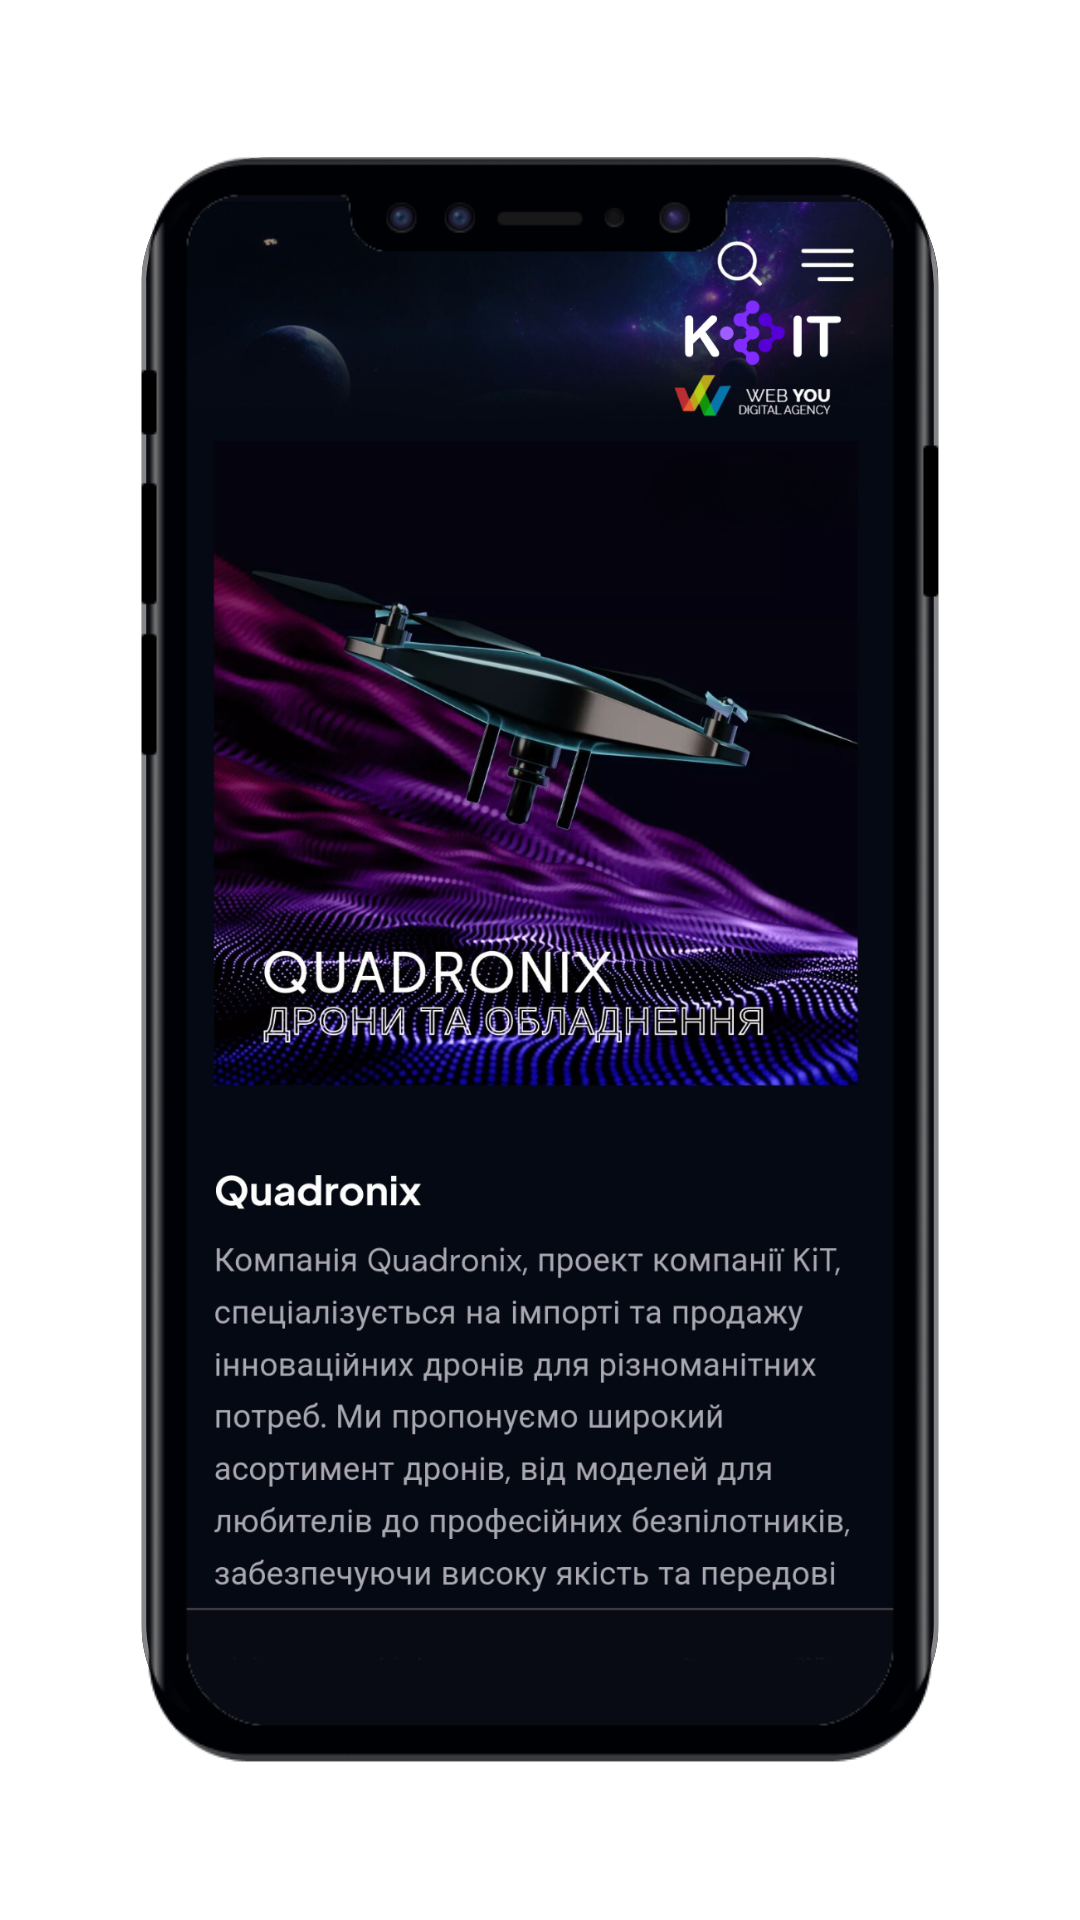 K IT
WEB YOU
DIGITAL AGENCY
QUADRONIX
ДРОНИ ТА ОБЛАДНЕННЯ
Quadronix
Компанія Quadronix, проект компанії KiT,
спеціалізується на імпорті та продажу
інноваційних дронів для різноманітних
потреб. Ми пропонуємо широкий
асортимент дронів, від моделей для
любителів до професійних безпілотників,
забезпечуючи високу якість та передові